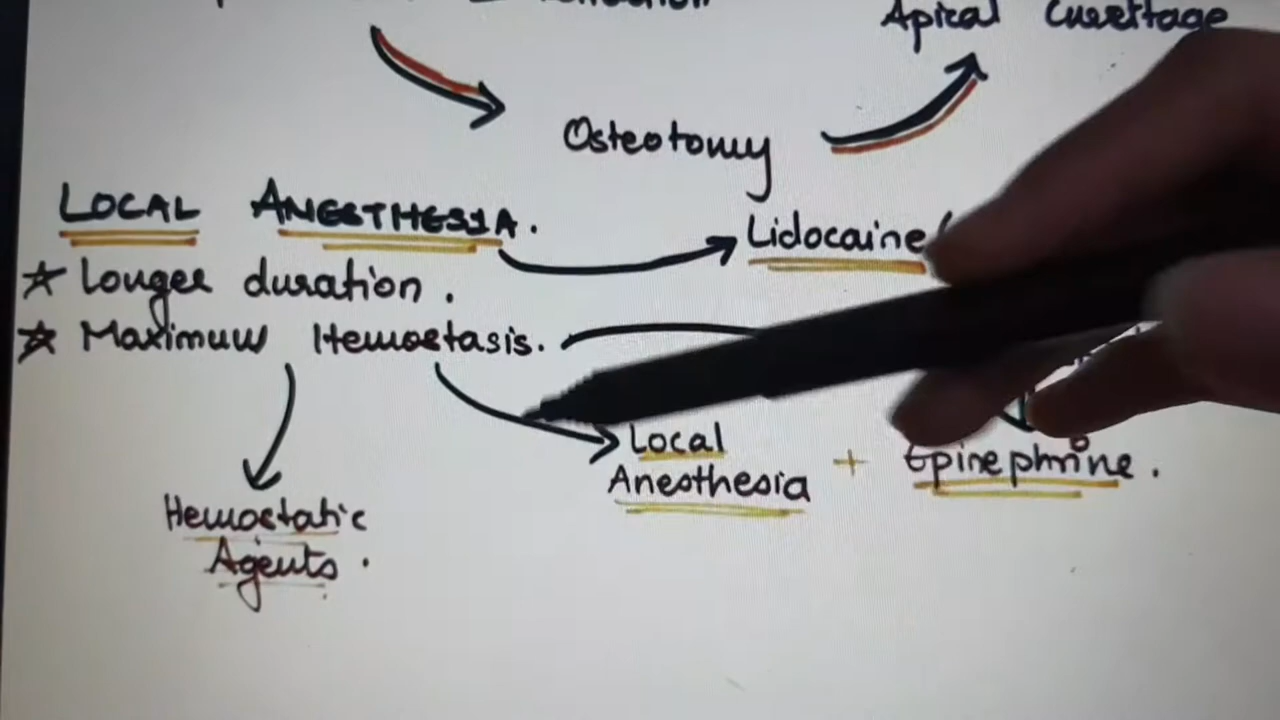 Apical Curettage
Osteotomy
LOCAL ANESTHESIA.
Lidocaine(
☆ Longer duration.
☆ Maximum Hemostasis.
Local
Anesthesia + Epinephrine.
Hemostatic
Agents.